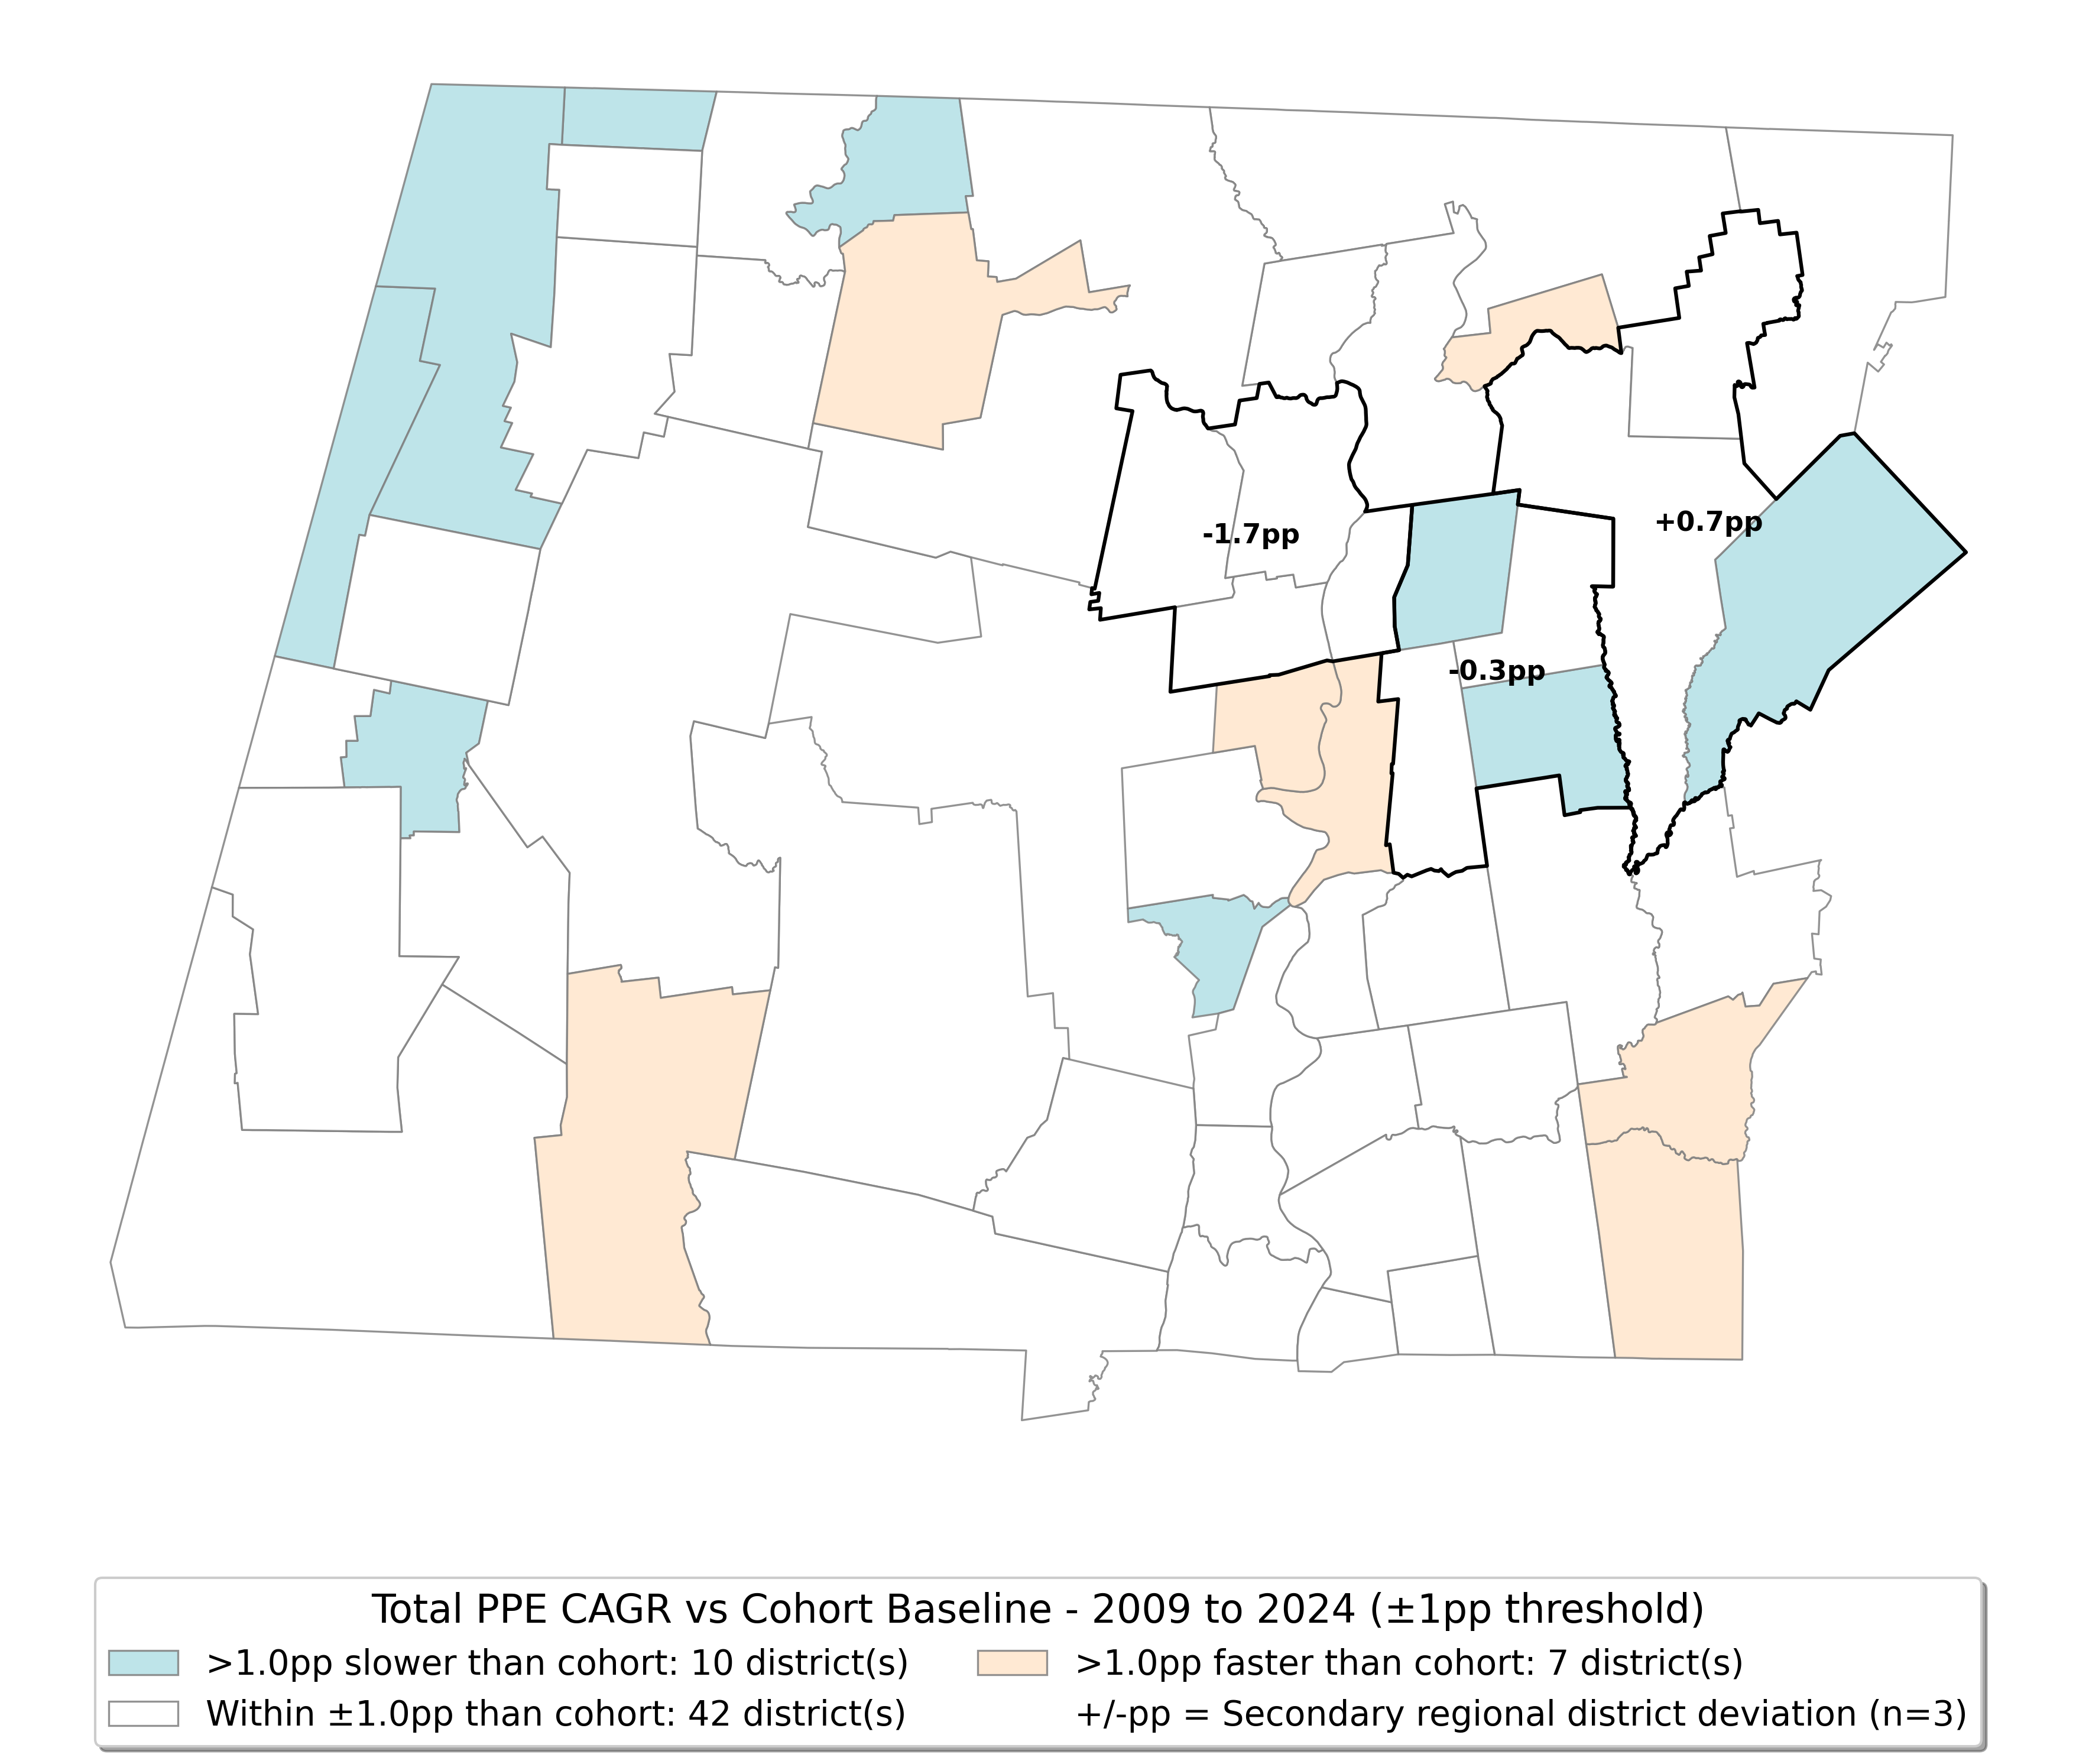 -1.7pp
+0.7pp
-0.3pp
Total PPE CAGR vs Cohort Baseline - 2009 to 2024 (±1pp threshold)
>1.0pp slower than cohort: 10 district(s)
>1.0pp faster than cohort: 7 district(s)
Within ±1.0pp than cohort: 42 district(s)
+/-pp = Secondary regional district deviation (n=3)